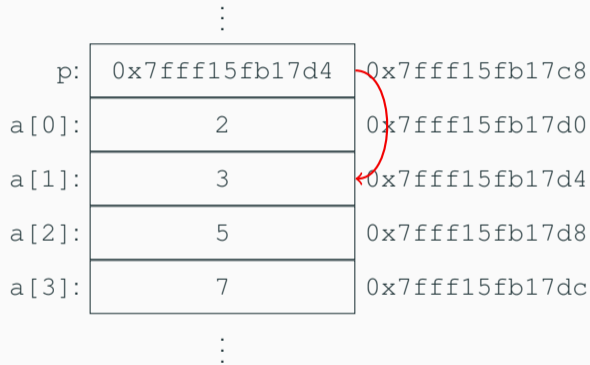 ⋮
p: 0x7fff15fb17d4 0x7fff15fb17c8
a[0]: 2 0x7fff15fb17d0
a[1]: 3 0x7fff15fb17d4
a[2]: 5 0x7fff15fb17d8
a[3]: 7 0x7fff15fb17dc
⋮